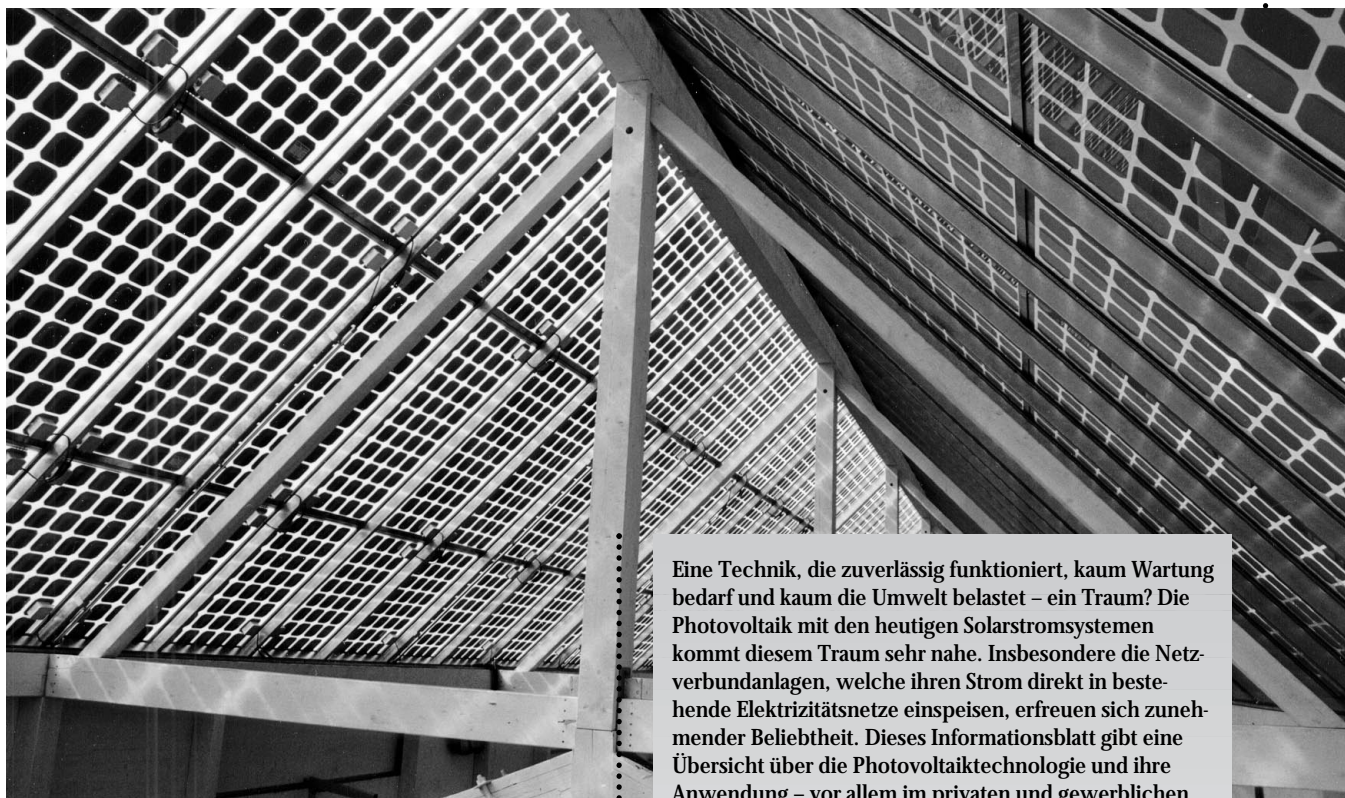 Eine Technik, die zuverlässig funktioniert, kaum Wartung
bedarf und kaum die Umwelt belastet – ein Traum? Die
Photovoltaik mit den heutigen Solarstromsystemen
kommt diesem Traum sehr nahe. Insbesondere die Netz-
verbundanlagen, welche ihren Strom direkt in beste-
hende Elektrizitätsnetze einspeisen, erfreuen sich zuneh-
mender Beliebtheit. Dieses Informationsblatt gibt eine
Übersicht über die Photovoltaiktechnologie und ihre
Anwendung – vor allem im privaten und gewerblichen